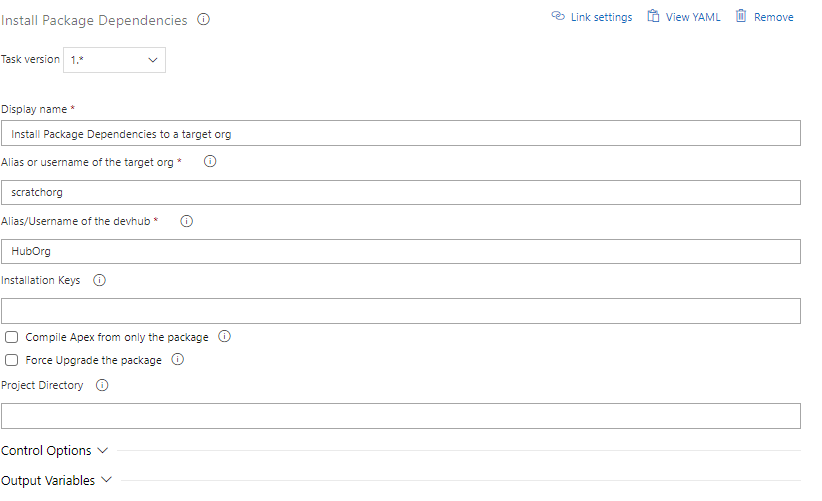 Install Package Dependencies
Link settings View YAML Remove
Task version 1.*
Display name *
Install Package Dependencies to a target org
Alias or username of the target org *
scratchorg
Alias/Username of the devhub *
HubOrg
Installation Keys
Compile Apex from only the package
Force Upgrade the package
Project Directory
Control Options
Output Variables